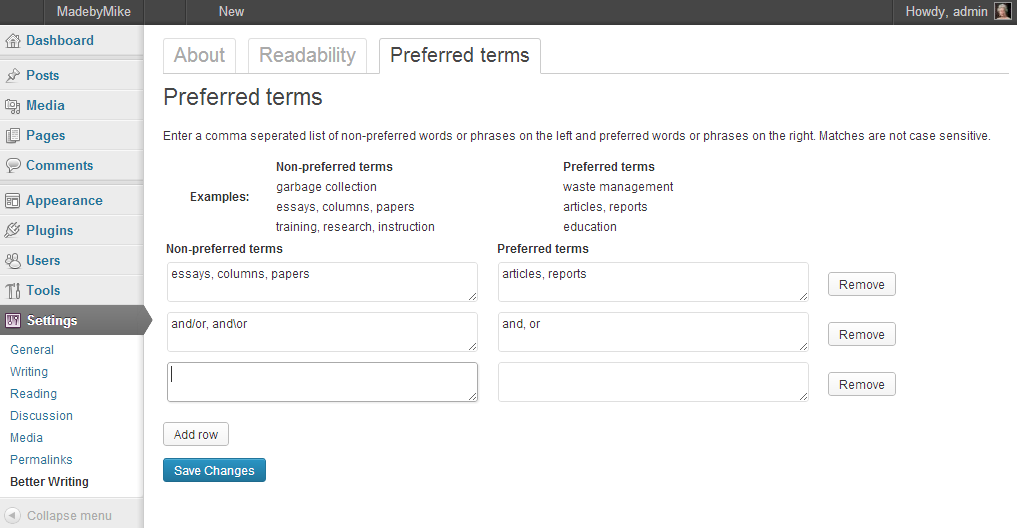 MadebyMike New Howdy, admin
Dashboard
Posts
Media
Pages
Comments
Appearance
Plugins
Users
Tools
Settings
General
Writing
Reading
Discussion
Media
Permalinks
Better Writing
Collapse menu
About Readability Preferred terms
Preferred terms
Enter a comma seperated list of non-preferred words or phrases on the left and preferred words or phrases on the right. Matches are not case sensitive.
Non-preferred terms Preferred terms
Examples:
garbage collection waste management
essays, columns, papers articles, reports
training, research, instruction education
Non-preferred terms Preferred terms
essays, columns, papers articles, reports Remove
and/or, and\or and, or Remove
Remove
Add row
Save Changes